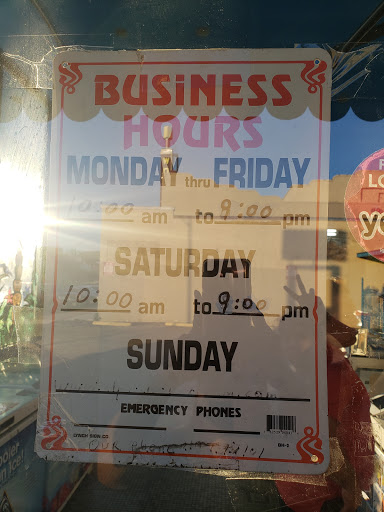 BUSiNESS
HOURS
MONDAY thru FRIDAY
10:00 am to 9:00 pm
SATURDAY
10:00 am to 9:00 pm
SUNDAY
EMERGENCY PHONES